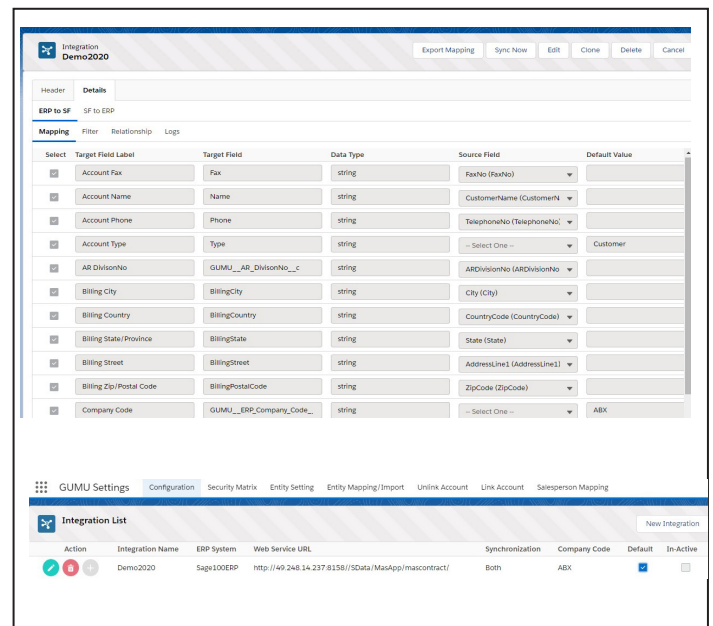 Integration
Demo2020
Export Mapping Sync Now Edit Clone Delete Cancel
Header Details
ERP to SF SF to ERP
Mapping Filter Relationship Logs
Select Target Field Label Target Field Data Type Source Field Default Value
Account Fax Fax string FaxNo (FaxNo)
Account Name Name string CustomerName (CustomerN
Account Phone Phone string TelephoneNo (TelephoneNo)
Account Type Type string -- Select One -- Customer
AR DivisonNo GUMU__AR_DivisonNo__c string ARDivisionNo (ARDivisionNo
Billing City BillingCity string City (City)
Billing Country BillingCountry string CountryCode (CountryCode)
Billing State/Province BillingState string State (State)
Billing Street BillingStreet string AddressLine1 (AddressLine1)
Billing Zip/Postal Code BillingPostalCode string ZipCode (ZipCode)
Company Code GUMU__ERP_Company_Code_ string -- Select One -- ABX
GUMU Settings Configuration Security Matrix Entity Setting Entity Mapping/Import Unlink Account Link Account Salesperson Mapping
Integration List
New Integration
Action Integration Name ERP System Web Service URL Synchronization Company Code Default In-Active
Demo2020 Sage100ERP http://49.248.14.237:8158//SData/MasApp/mascontract/ Both ABX